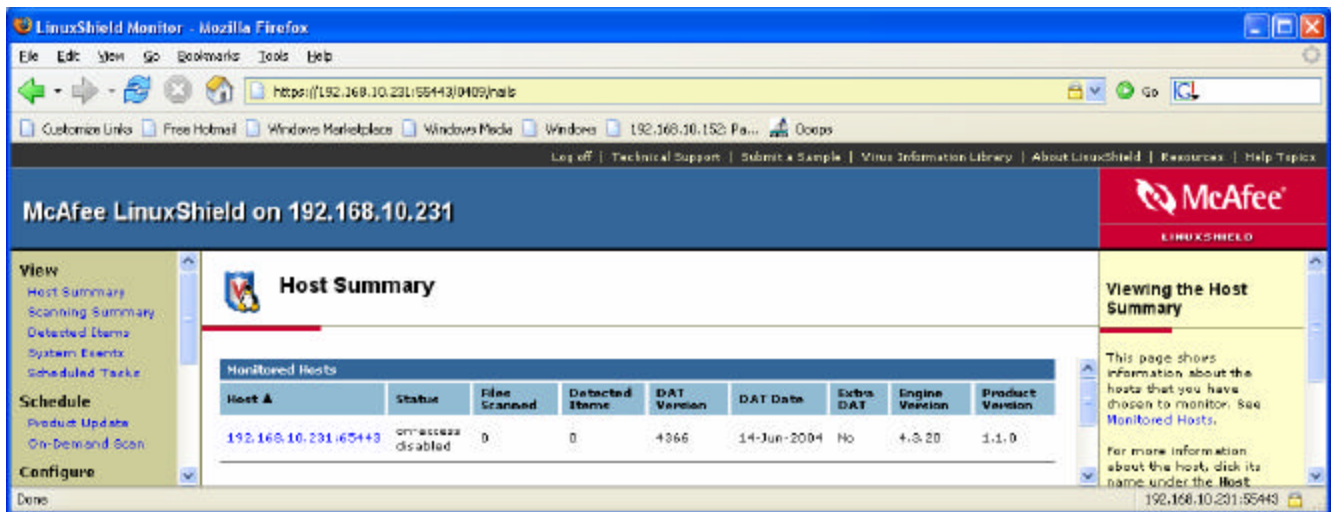 LinuxShield Monitor - Mozilla Firefox
File Edit View Go Bookmarks Tools Help
https://192.168.10.231:55443/0409/nails
Go
Customize Links Free Hotmail Windows Marketplace Windows Media Windows 192.168.10.152: Pa... Ooops
Log off | Technical Support | Submit a Sample | Virus Information Library | About LinuxShield | Resources | Help Topics
McAfee LinuxShield on 192.168.10.231
McAfee
LINUXSHIELD
View
Host Summary
Scanning Summary
Detected Items
System Events
Scheduled Tasks
Schedule
Product Update
On-Demand Scan
Configure
Host Summary
Monitored Hosts
Host ▲ Status Files Scanned Detected Items DAT Version DAT Date Extra DAT Engine Version Product Version
192.168.10.231:65443 on-access disabled 0 0 4366 14-Jun-2004 No 4.3.20 1.1.0
Viewing the Host
Summary
This page shows
information about the
hosts that you have
chosen to monitor. See
Monitored Hosts.
For more information
about the host, click its
name under the Host
Done
192.168.10.231:55443